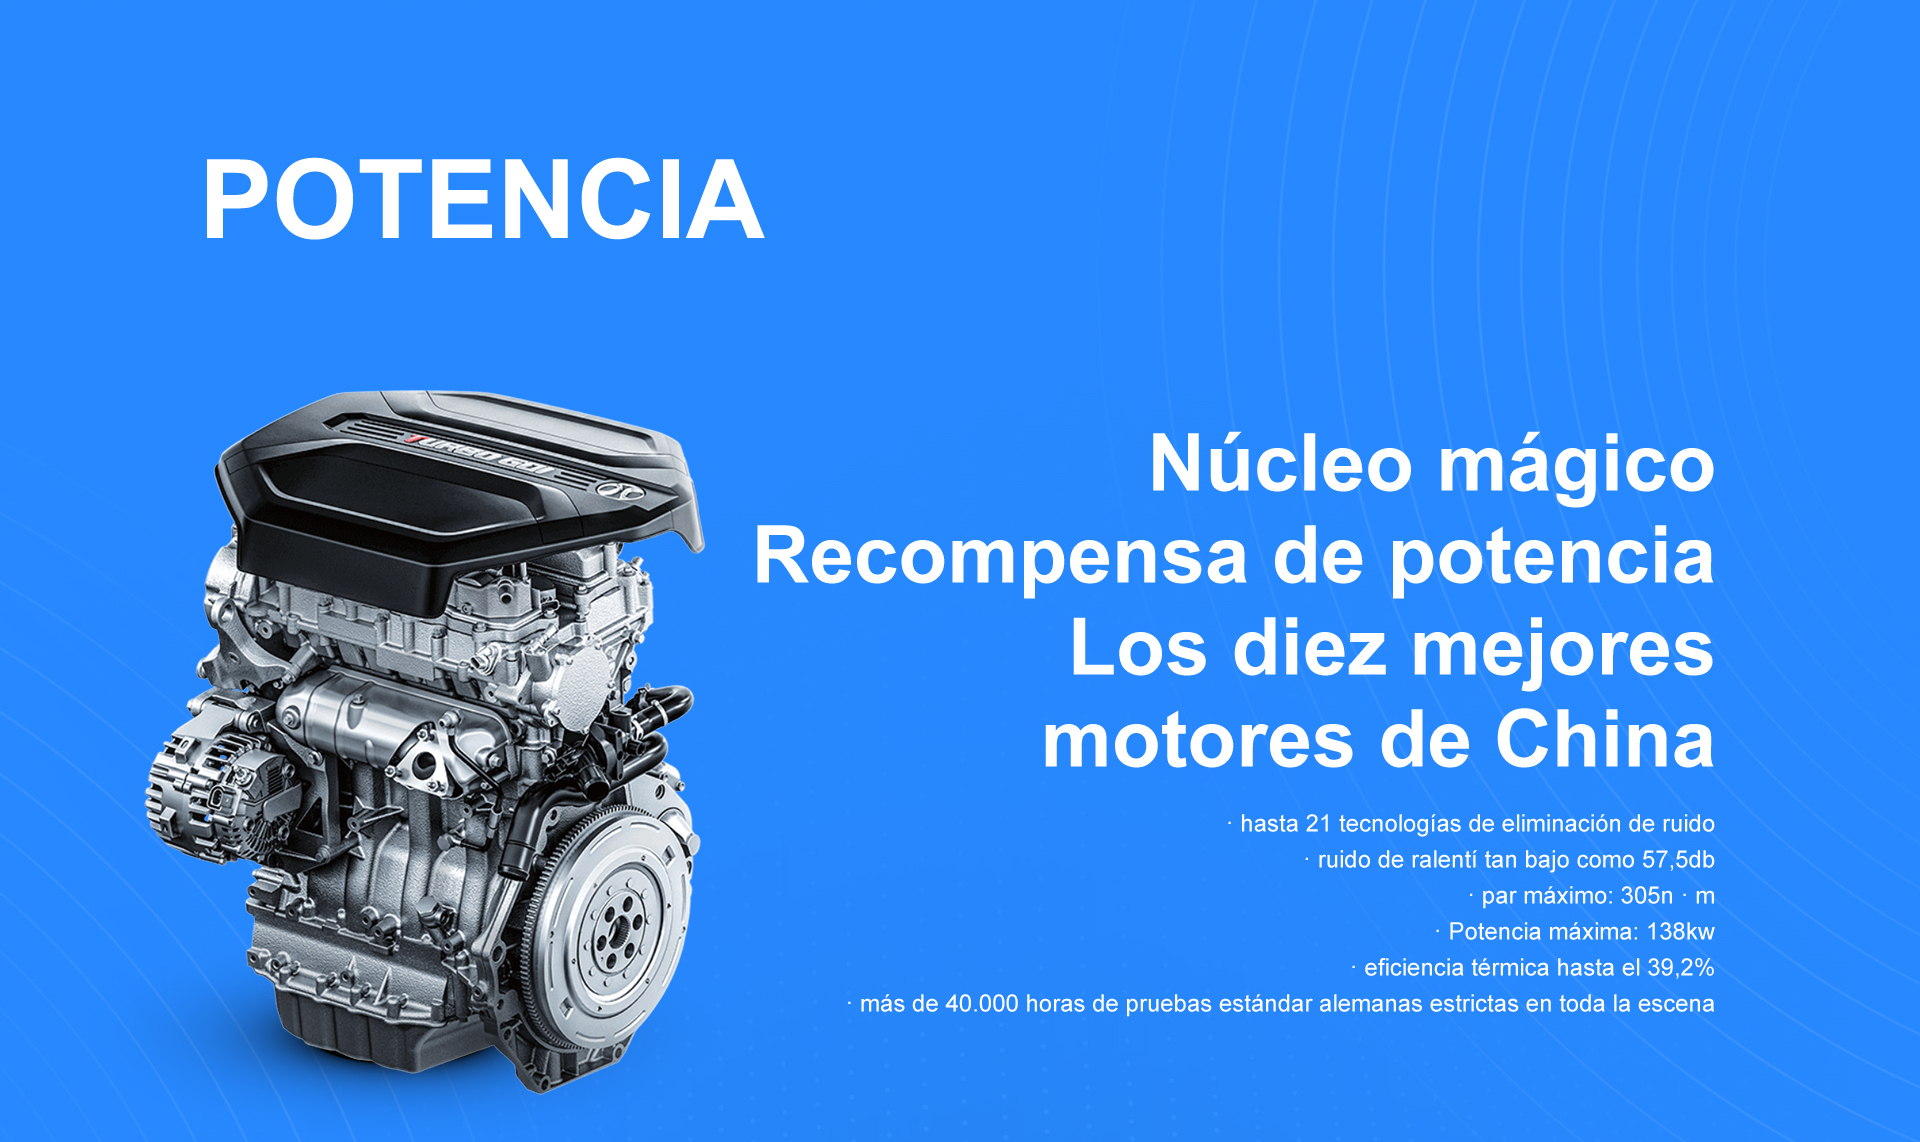 POTENCIA
TURBO GDI
Núcleo mágico
Recompensa de potencia
Los diez mejores
motores de China
· hasta 21 tecnologías de eliminación de ruido
· ruido de ralentí tan bajo como 57,5db
· par máximo: 305n · m
· Potencia máxima: 138kw
· eficiencia térmica hasta el 39,2%
· más de 40.000 horas de pruebas estándar alemanas estrictas en toda la escena